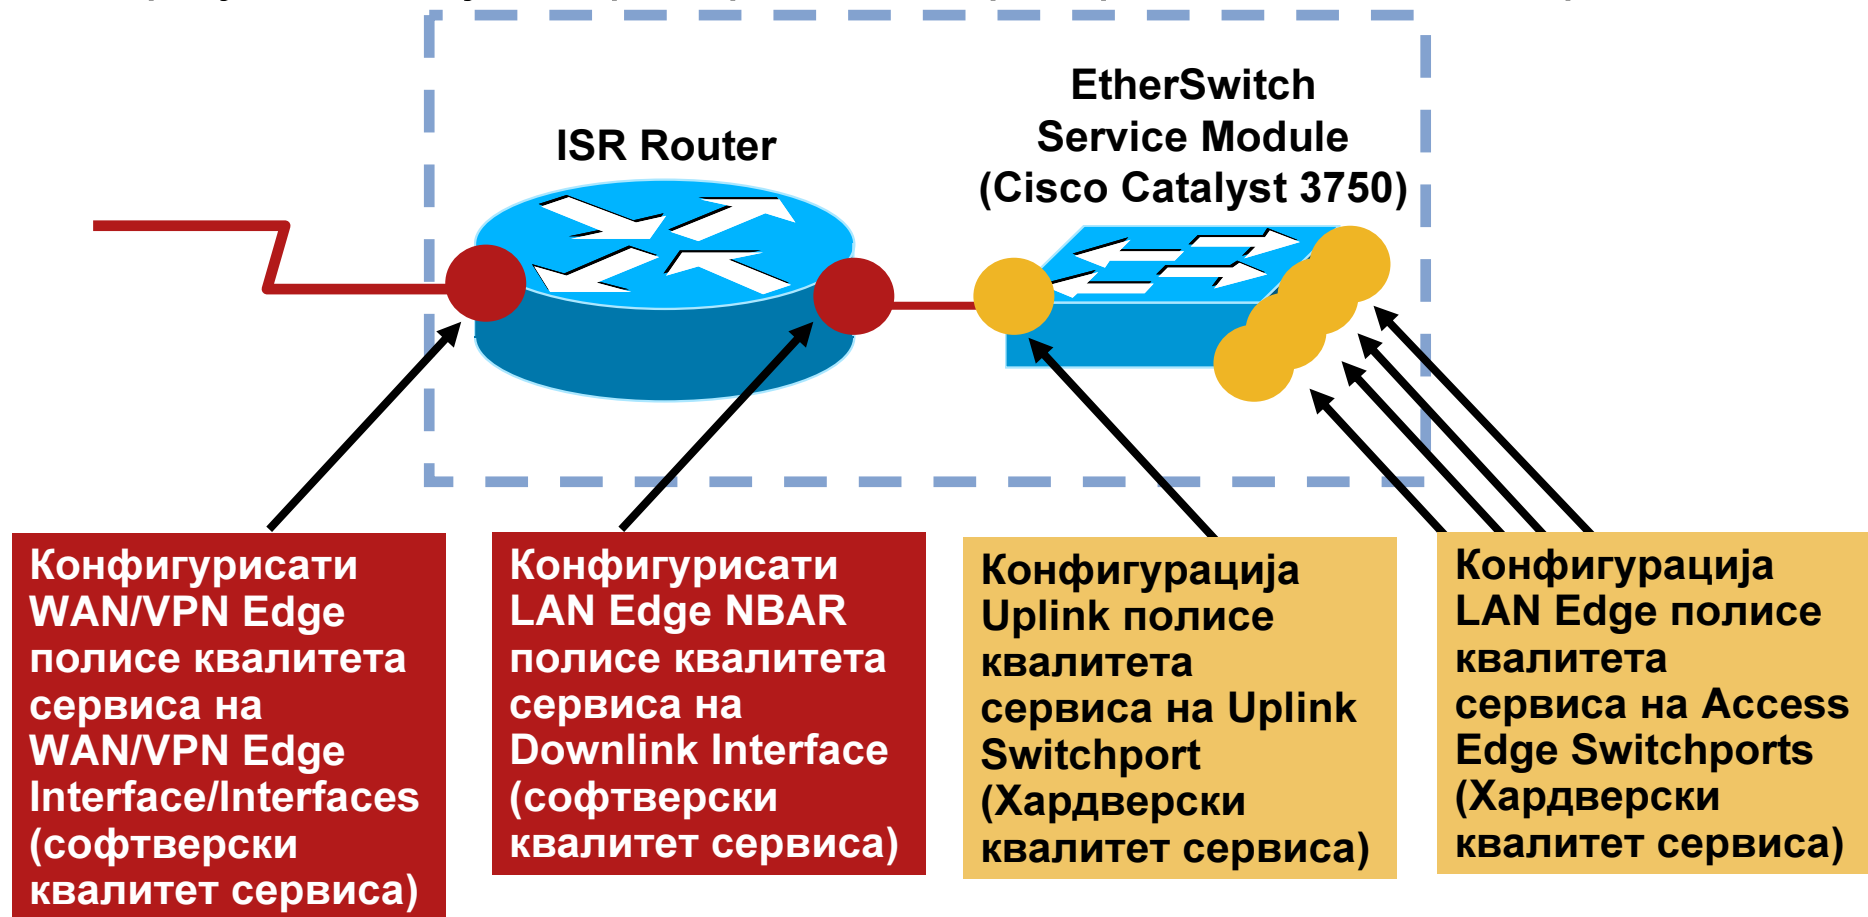 EtherSwitch
Service Module
(Cisco Catalyst 3750)
ISR Router
Конфигурисати
WAN/VPN Edge
полисе квалитета
сервиса на
WAN/VPN Edge
Interface/Interfaces
(софтверски
квалитет сервиса)
Конфигурисати
LAN Edge NBAR
полисе квалитета
сервиса на
Downlink Interface
(софтверски
квалитет сервиса)
Конфигурација
Uplink полисе
квалитета
сервиса на Uplink
Switchport
(Хардверски
квалитет сервиса)
Конфигурација
LAN Edge полисе
квалитета
сервиса на Access
Edge Switchports
(Хардверски
квалитет сервиса)